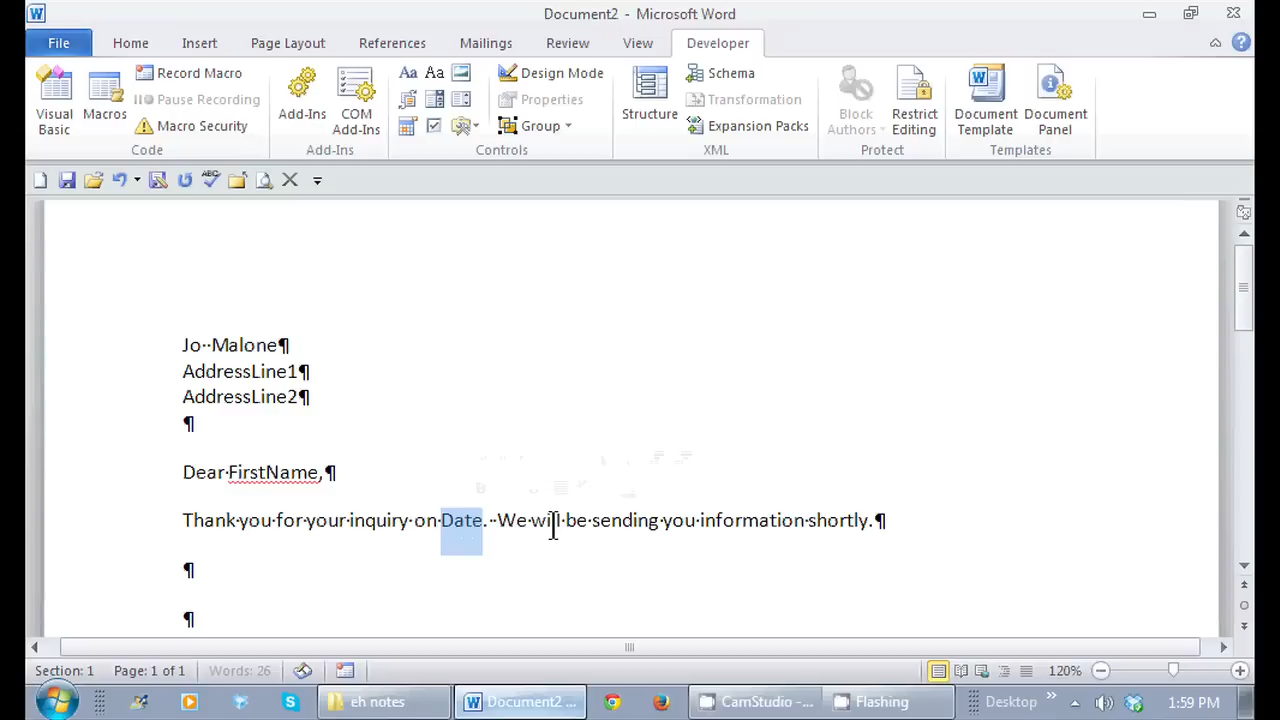 Document2 - Microsoft Word
File Home Insert Page Layout References Mailings Review View Developer
Visual Basic
Macros
Record Macro
Pause Recording
Macro Security
Code
Add-Ins
COM Add-Ins
Add-Ins
Aa Aa
Design Mode
Properties
Group
Controls
Structure
Schema
Transformation
Expansion Packs
XML
Block Authors
Restrict Editing
Protect
Document Template
Document Panel
Templates
Jo··Malone¶
AddressLine1¶
AddressLine2¶
¶
Dear·FirstName,¶
Thank·you·for·your·inquiry·on·Date.··We·will·be·sending·you·information·shortly.¶
¶
¶
Section: 1 Page: 1 of 1 Words: 26 120%
eh notes Document2 ... CamStudio -... Flashing Desktop » 1:59 PM